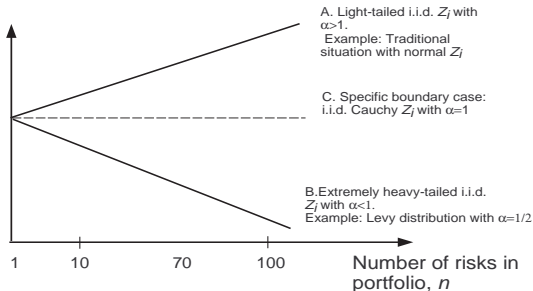 A. Light-tailed i.i.d. Zi with
α>1.
Example: Traditional
situation with normal Zi
C. Specific boundary case:
i.i.d. Cauchy Zi with α=1
B.Extremely heavy-tailed i.i.d.
Zi with α<1.
Example: Levy distribution with α=1/2
1 10 70 100
Number of risks in
portfolio, n